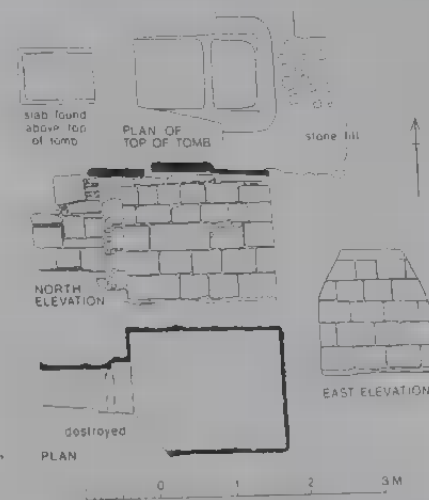 slab found
above top
of tomb
PLAN OF
TOP OF TOMB
stone fill
NORTH
ELEVATION
EAST ELEVATION
destroyed
PLAN
0 1 2 3 M